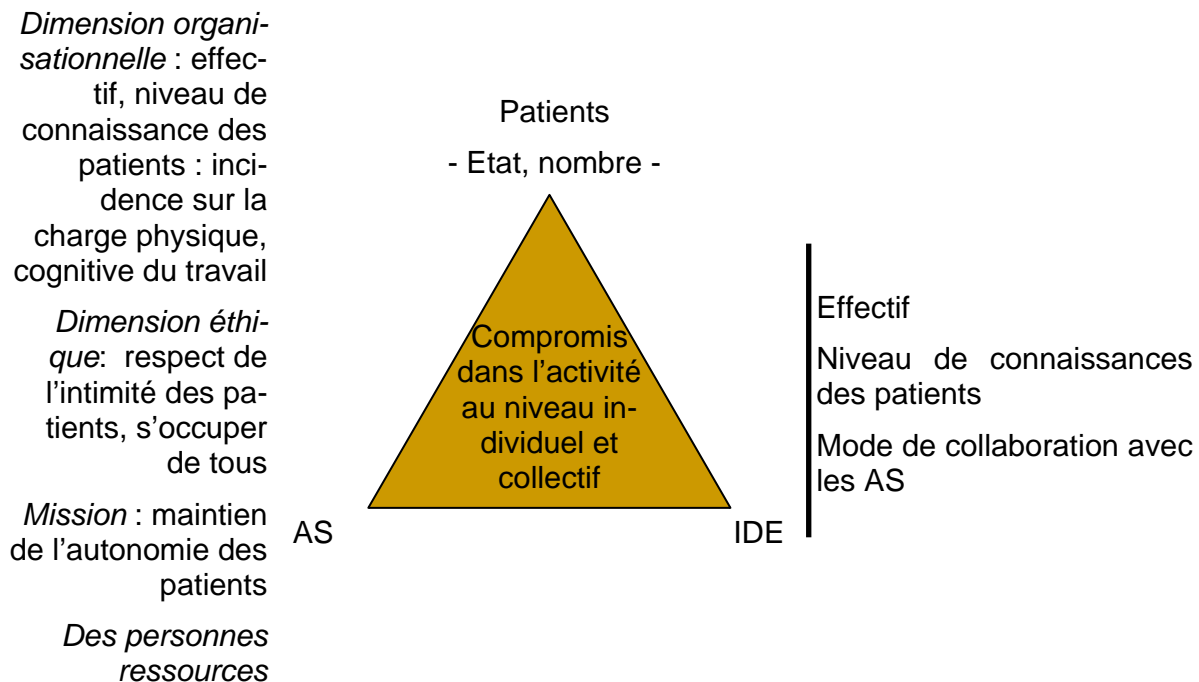 Dimension organi-
sationnelle : effec-
tif, niveau de
connaissance des
patients : inci-
dence sur la
charge physique,
cognitive du travail
Dimension éthi-
que:  respect de
l'intimité des pa-
tients, s'occuper
de tous
Mission : maintien
de l'autonomie des
patients
Des personnes
ressources
Patients
- Etat, nombre -
Compromis
dans l'activité
au niveau in-
dividuel et
collectif
AS
IDE
Effectif
Niveau de connaissances
des patients
Mode de collaboration avec
les AS